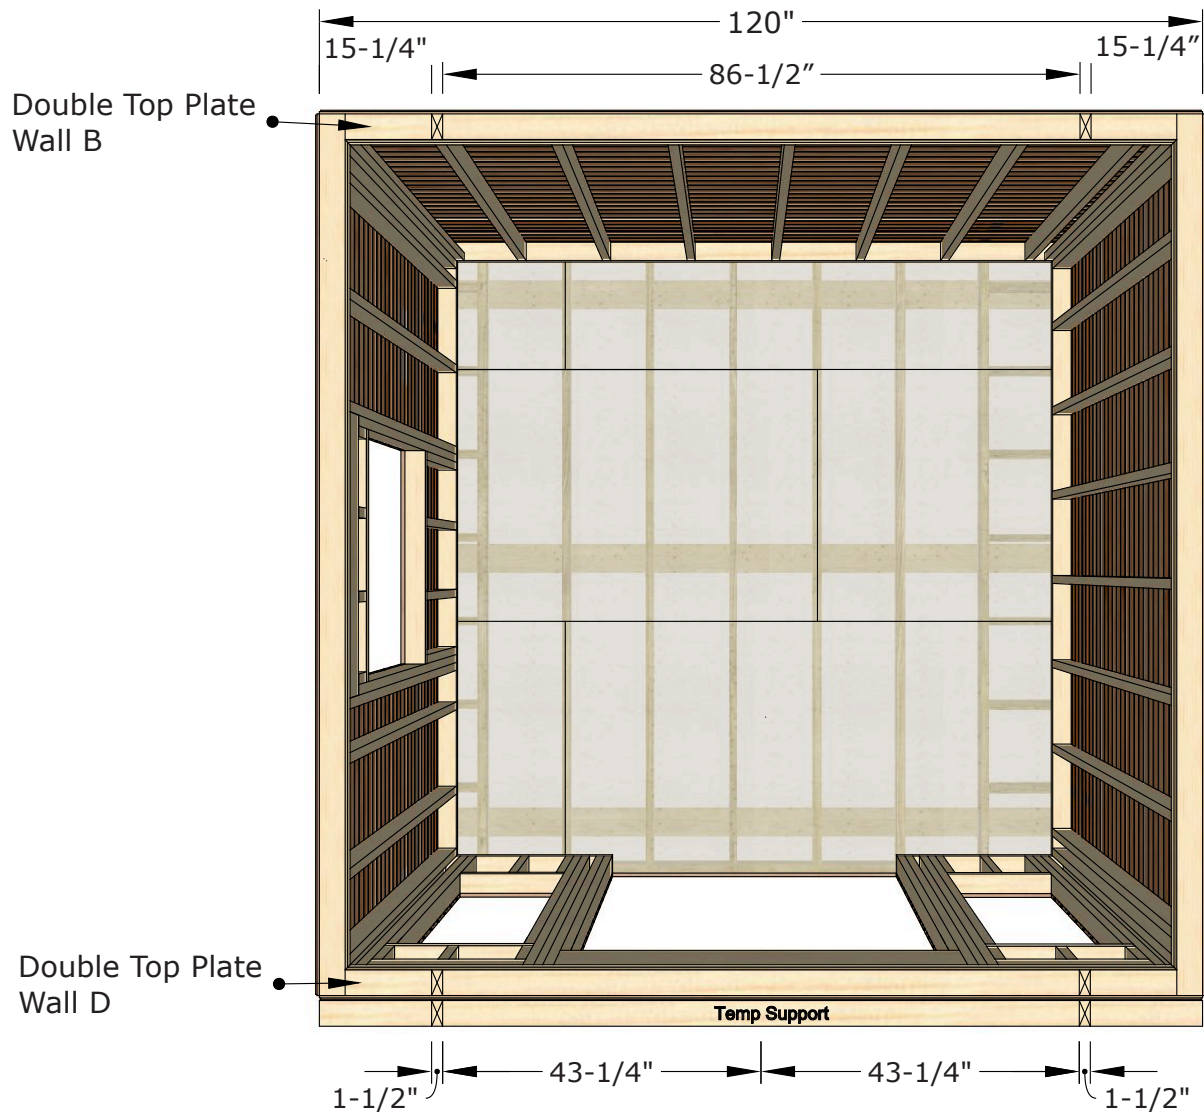 120"
15-1/4"
15-1/4”
86-1/2”
Double Top Plate
Wall B
Double Top Plate
Wall D
Temp Support
43-1/4"
43-1/4"
1-1/2"
1-1/2"